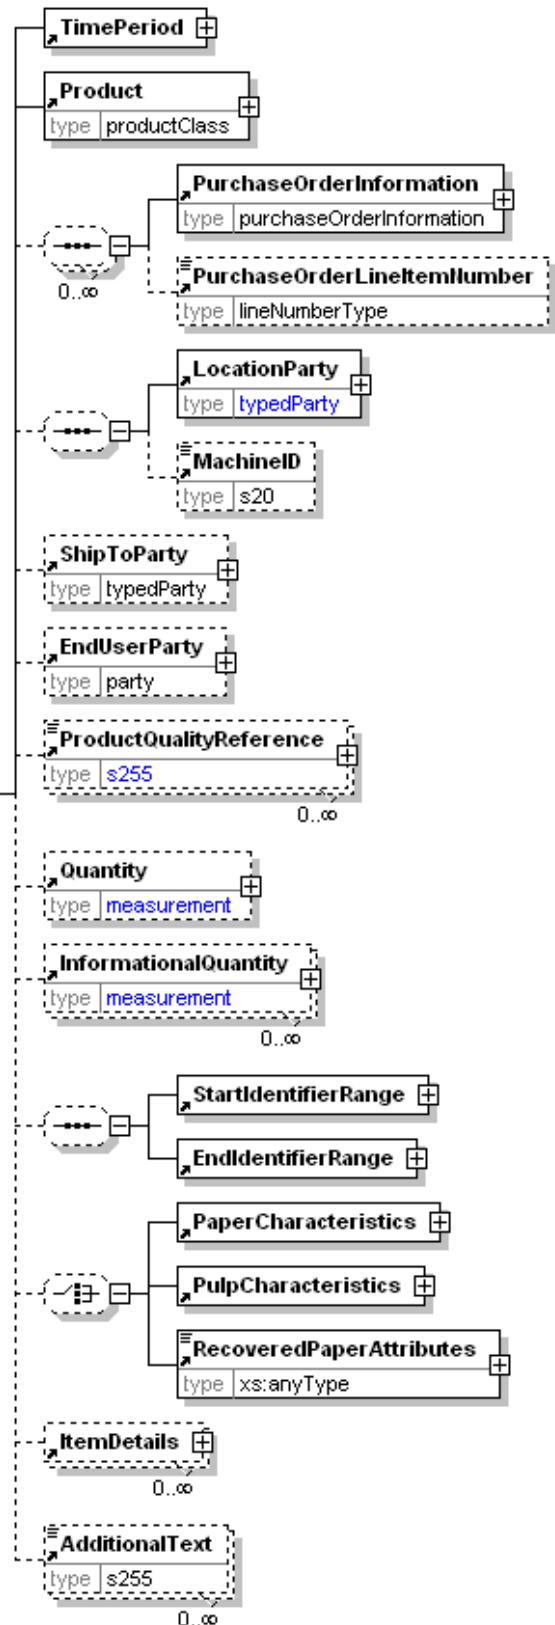 TimePeriod
Product
type productClass
PurchaseOrderInformation
type purchaseOrderInformation
0..∞
PurchaseOrderLineItemNumber
type lineNumberType
LocationParty
type typedParty
MachineID
type s20
ShipToParty
type typedParty
EndUserParty
type party
ProductQualityReference
type s255
0..∞
Quantity
type measurement
InformationalQuantity
type measurement
0..∞
StartIdentifierRange
EndIdentifierRange
PaperCharacteristics
PulpCharacteristics
RecoveredPaperAttributes
type xs:anyType
ItemDetails
0..∞
AdditionalText
type s255
0..∞